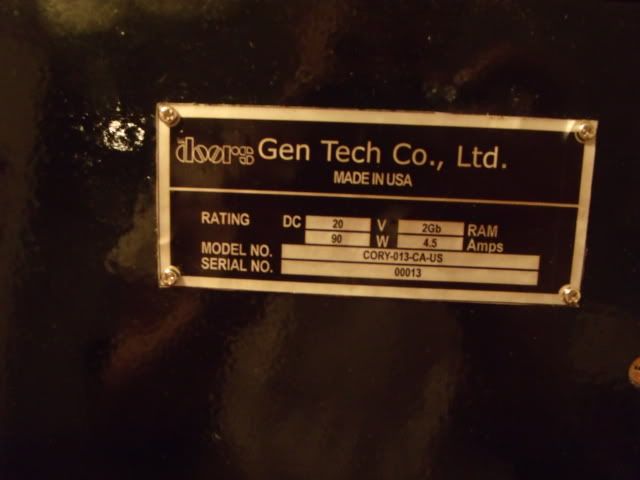 the doors Gen Tech Co., Ltd.
MADE IN USA
RATING DC 20 V 2Gb RAM
90 W 4.5 Amps
MODEL NO. CORY-013-CA-US
SERIAL NO. 00013